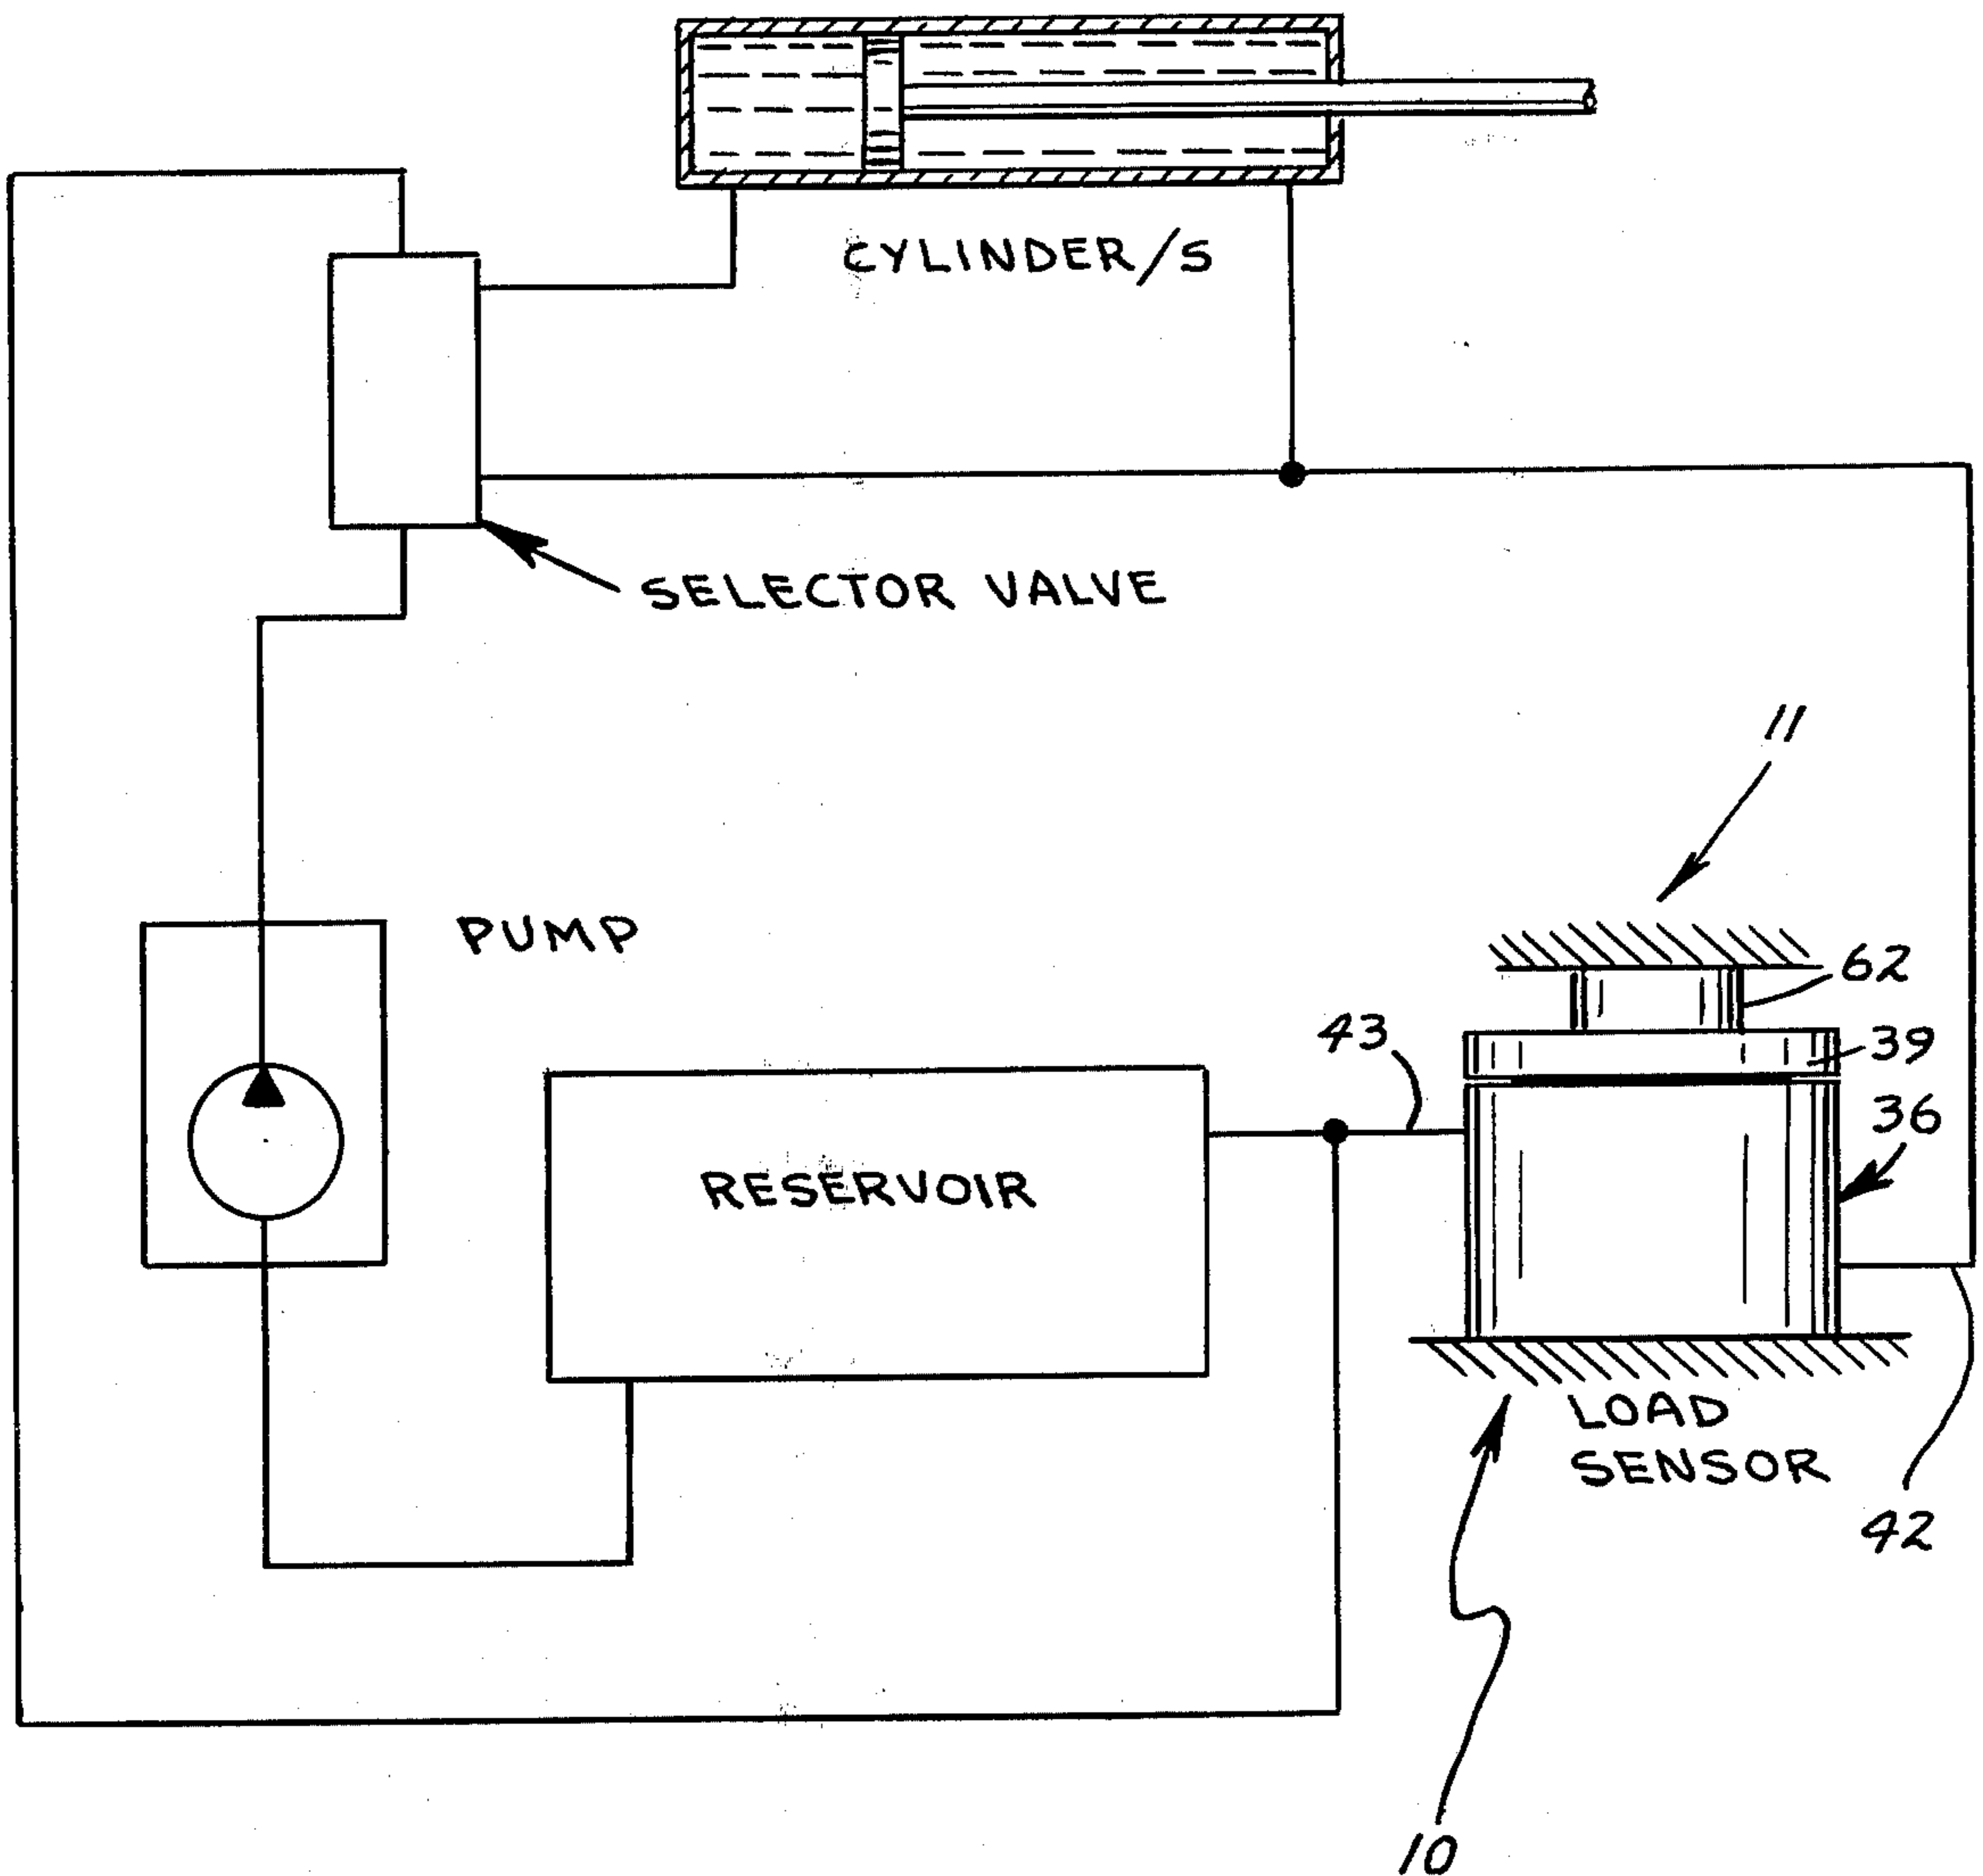 CYLINDER/S
SELECTOR VALVE
11
PUMP
62
43
39
36
RESERVOIR
LOAD
SENSOR
42
10